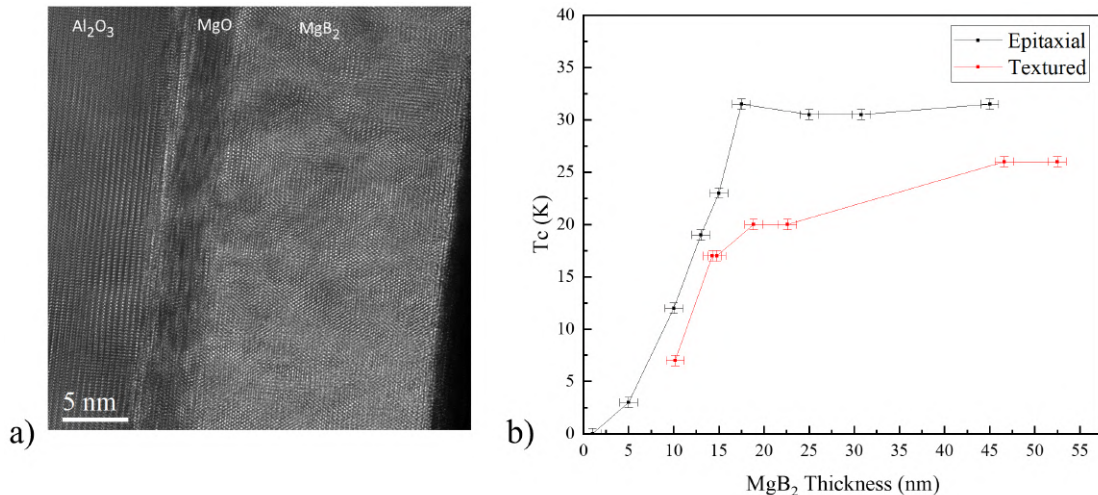 Al₂O₃ MgO MgB₂
5 nm
a)
Epitaxial
Textured
40
35
30
25
20
15
10
5
0
Tc (K)
0 5 10 15 20 25 30 35 40 45 50 55
MgB₂ Thickness (nm)
b)